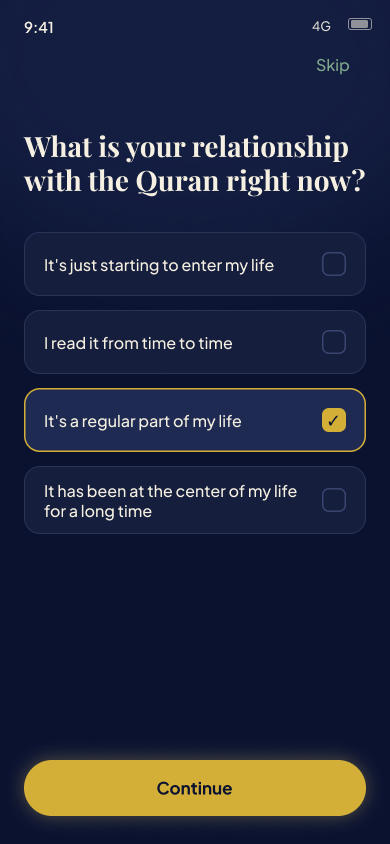 9:41
4G
Skip
What is your relationship
with the Quran right now?
It's just starting to enter my life
I read it from time to time
It's a regular part of my life
It has been at the center of my life
for a long time
Continue